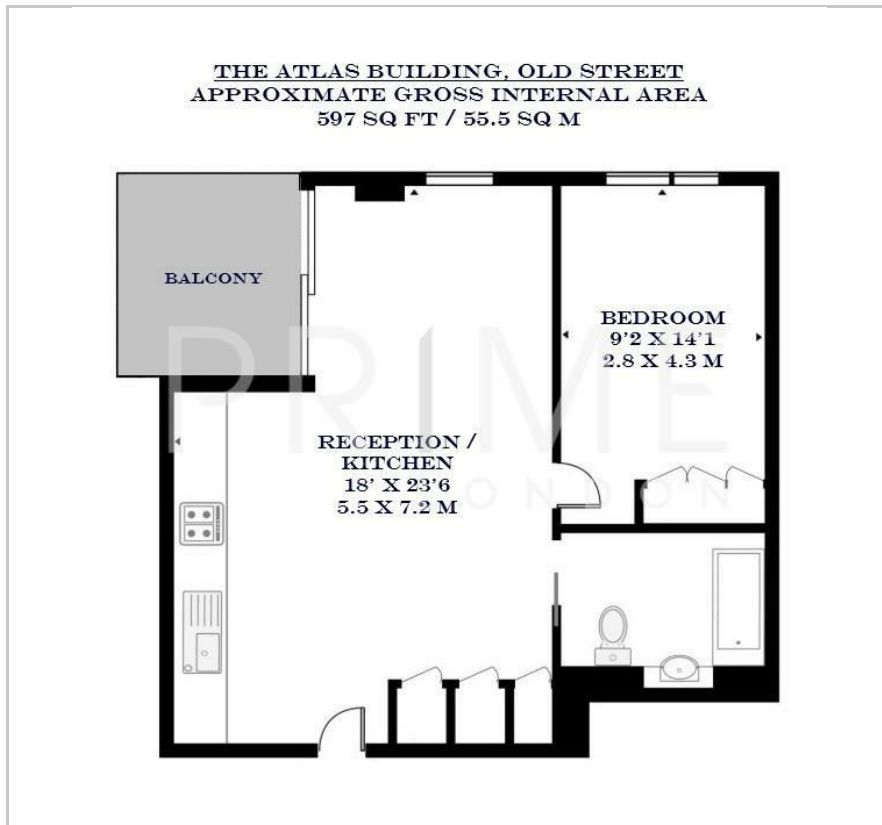 THE ATLAS BUILDING, OLD STREET
APPROXIMATE GROSS INTERNAL AREA
597 SQ FT / 55.5 SQ M
BALCONY
BEDROOM
9'2 X 14'1
2.8 X 4.3 M
PRIME
LONDON
RECEPTION /
KITCHEN
18' X 23'6
5.5 X 7.2 M